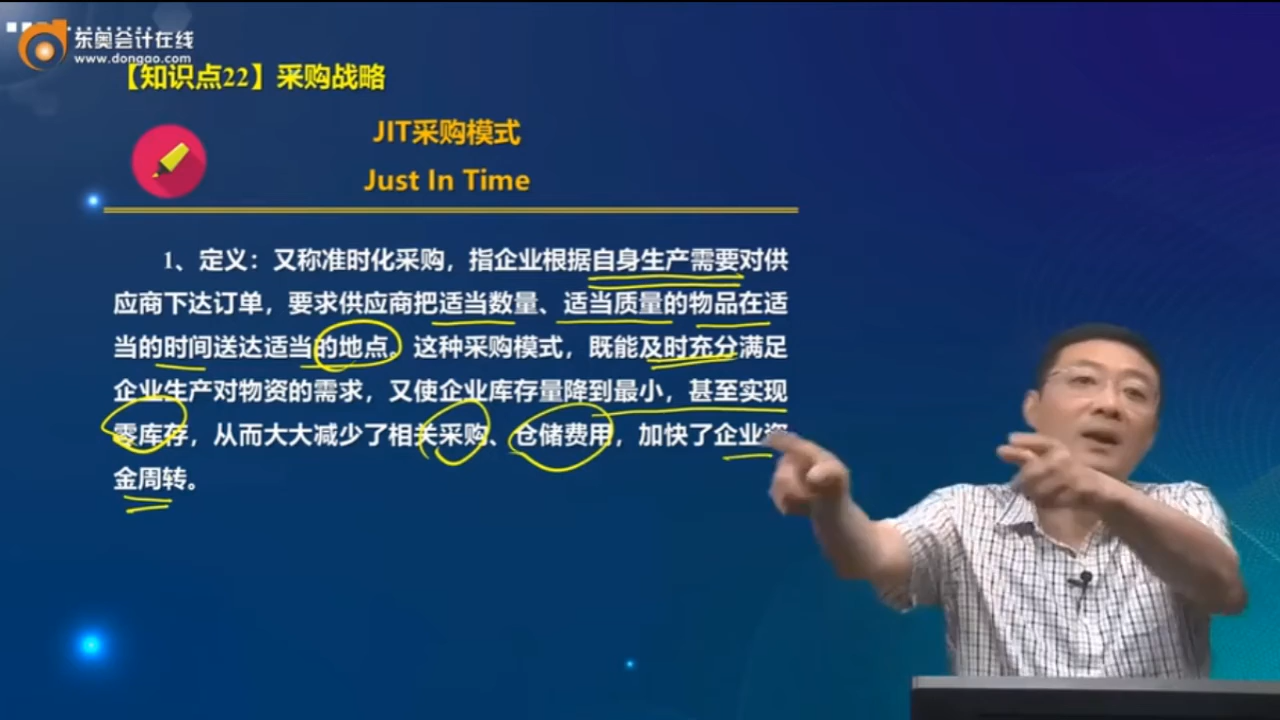 东奥会计在线
www.dongao.com
【知识点22】采购战略
JIT采购模式
Just In Time
1、定义：又称准时化采购，指企业根据自身生产需要对供
应商下达订单，要求供应商把适当数量、适当质量的物品在适
当的时间送达适当的地点。这种采购模式，既能及时充分满足
企业生产对物资的需求，又使企业库存量降到最小，甚至实现
零库存，从而大大减少了相关采购、仓储费用，加快了企业资
金周转。